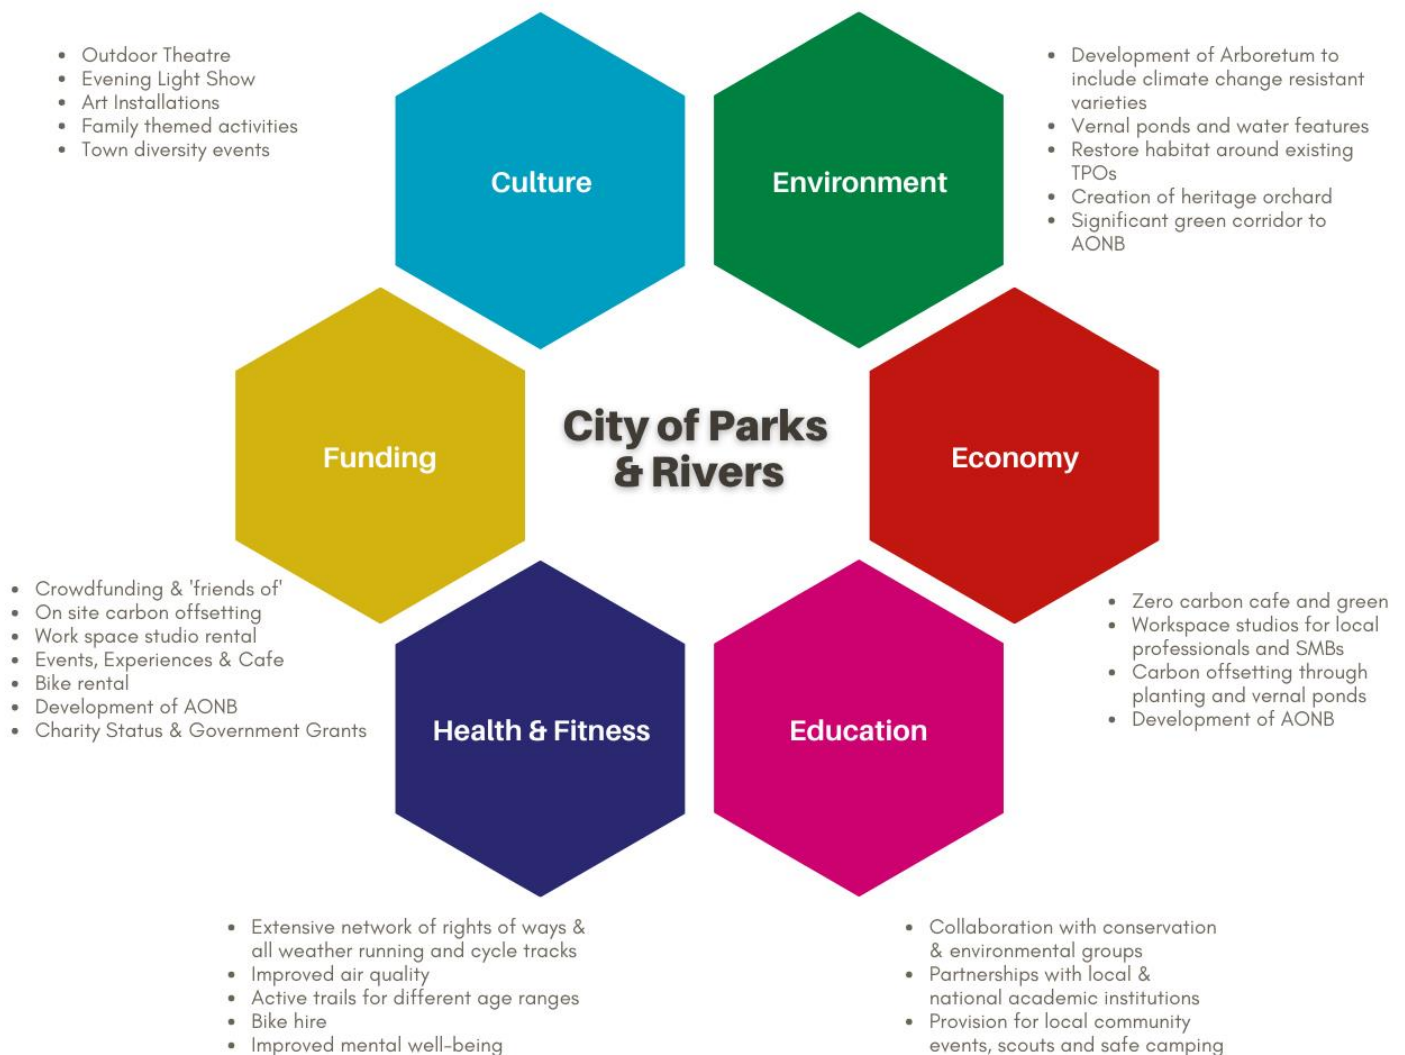 • Outdoor Theatre
• Evening Light Show
• Art Installations
• Family themed activities
• Town diversity events
Culture
Environment
• Development of Arboretum to
include climate change resistant
varieties
• Vernal ponds and water features
• Restore habitat around existing
TPOs
• Creation of heritage orchard
• Significant green corridor to
AONB
Funding
City of Parks
& Rivers
Economy
• Crowdfunding & 'friends of'
• On site carbon offsetting
• Work space studio rental
• Events, Experiences & Cafe
• Bike rental
• Development of AONB
• Charity Status & Government Grants
• Zero carbon cafe and green
• Workspace studios for local
professionals and SMBs
• Carbon offsetting through
planting and vernal ponds
• Development of AONB
Health & Fitness
Education
• Extensive network of rights of ways &
all weather running and cycle tracks
• Improved air quality
• Active trails for different age ranges
• Bike hire
• Improved mental well-being
• Collaboration with conservation
& environmental groups
• Partnerships with local &
national academic institutions
• Provision for local community
events, scouts and safe camping